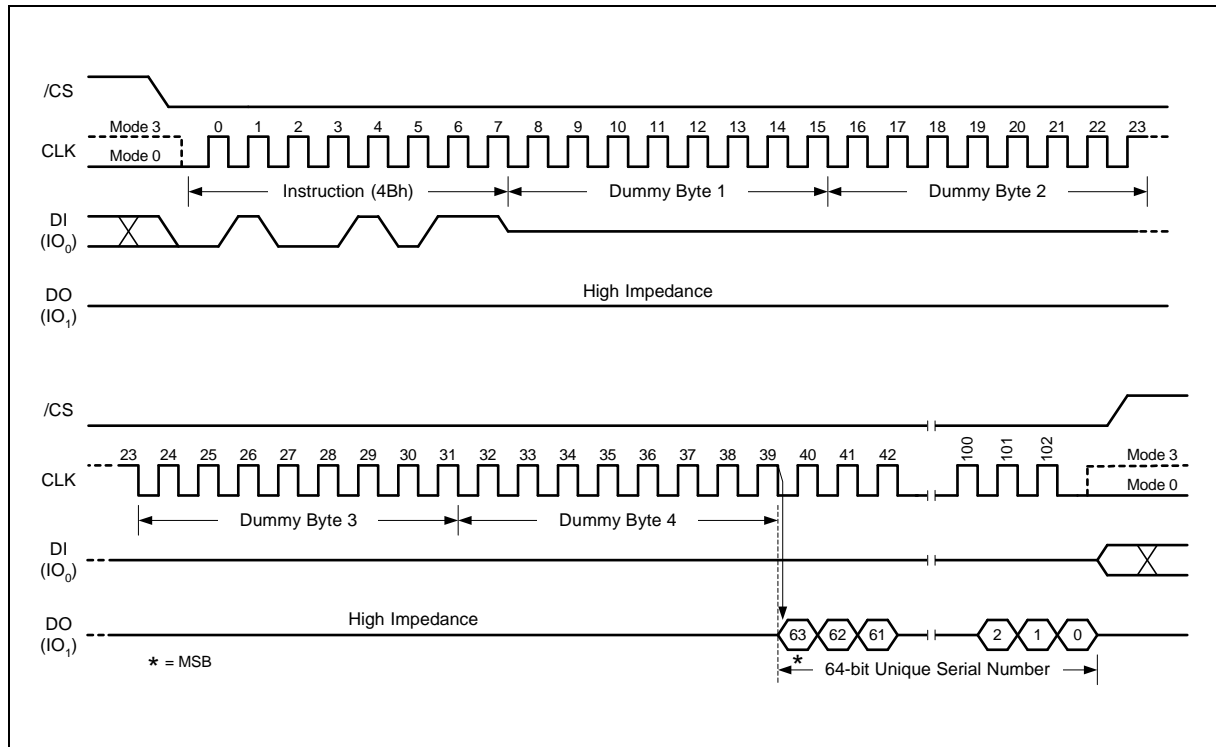 /CS
Mode 3 0 1 2 3 4 5 6 7 8 9 10 11 12 13 14 15 16 17 18 19 20 21 22 23
CLK
Mode 0
Instruction (4Bh) Dummy Byte 1 Dummy Byte 2
DI
(IO0)
DO High Impedance
(IO1)
/CS
23 24 25 26 27 28 29 30 31 32 33 34 35 36 37 38 39 40 41 42 100 101 102 Mode 3
CLK
Mode 0
Dummy Byte 3 Dummy Byte 4
DI
(IO0)
High Impedance
DO 63 62 61 2 1 0
(IO1)
* = MSB * 64-bit Unique Serial Number